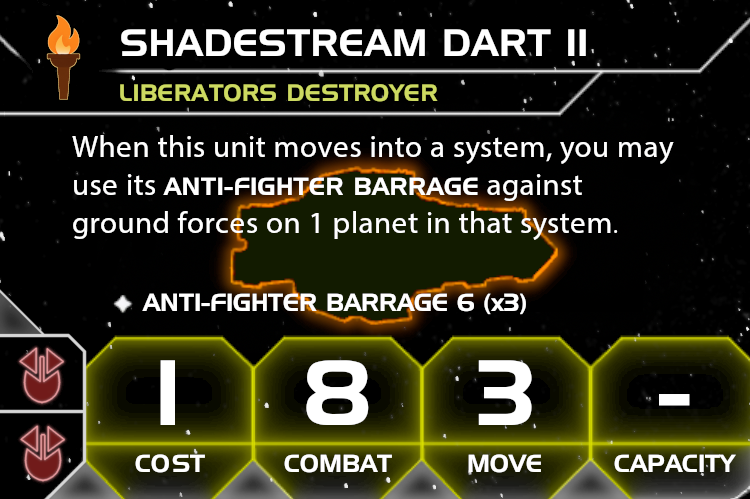 SHADESTREAM DART II
LIBERATORS DESTROYER
When this unit moves into a system, you may
use its ANTI-FIGHTER BARRAGE against
ground forces on 1 planet in that system.
ANTI-FIGHTER BARRAGE 6 (x3)
1 8 3 -
COST COMBAT MOVE CAPACITY